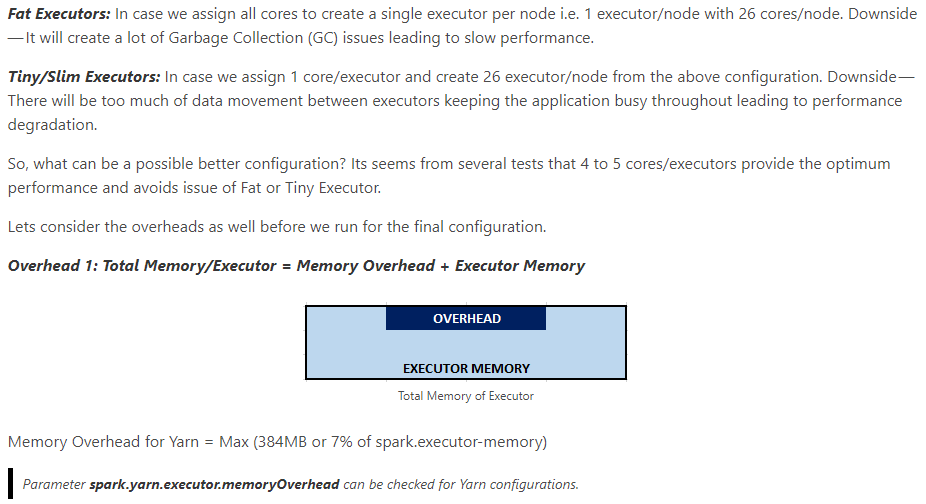 Fat Executors: In case we assign all cores to create a single executor per node i.e. 1 executor/node with 26 cores/node. Downside
—It will create a lot of Garbage Collection (GC) issues leading to slow performance.
Tiny/Slim Executors: In case we assign 1 core/executor and create 26 executor/node from the above configuration. Downside—
There will be too much of data movement between executors keeping the application busy throughout leading to performance
degradation.
So, what can be a possible better configuration? Its seems from several tests that 4 to 5 cores/executors provide the optimum
performance and avoids issue of Fat or Tiny Executor.
Lets consider the overheads as well before we run for the final configuration.
Overhead 1: Total Memory/Executor = Memory Overhead + Executor Memory
OVERHEAD
EXECUTOR MEMORY
Total Memory of Executor
Memory Overhead for Yarn = Max (384MB or 7% of spark.executor-memory)
Parameter spark.yarn.executor.memoryOverhead can be checked for Yarn configurations.